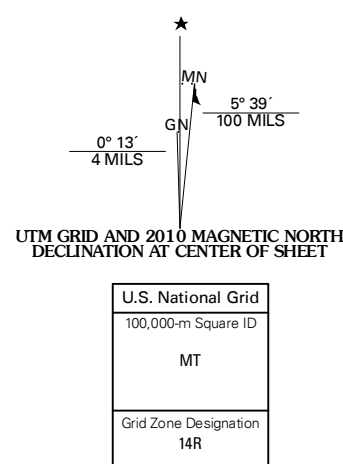 ★
MN
5° 39´
100 MILS
GN
0° 13´
4 MILS
UTM GRID AND 2010 MAGNETIC NORTH
DECLINATION AT CENTER OF SHEET
U.S. National Grid
100,000-m Square ID
MT
Grid Zone Designation
14R